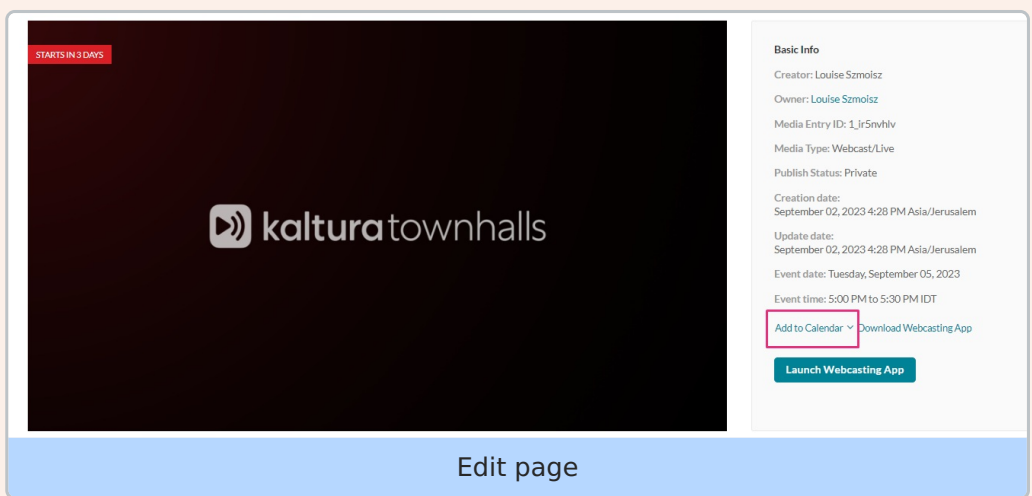 STARTS IN 3 DAYS
kaltura townhalls
Basic Info
Creator: Louise Szmoisz
Owner: Louise Szmoisz
Media Entry ID: 1_ir5nvhlv
Media Type: Webcast/Live
Publish Status: Private
Creation date:
September 02, 2023 4:28 PM Asia/Jerusalem
Update date:
September 02, 2023 4:28 PM Asia/Jerusalem
Event date: Tuesday, September 05, 2023
Event time: 5:00 PM to 5:30 PM IDT
Add to Calendar Download Webcasting App
Launch Webcasting App
Edit page